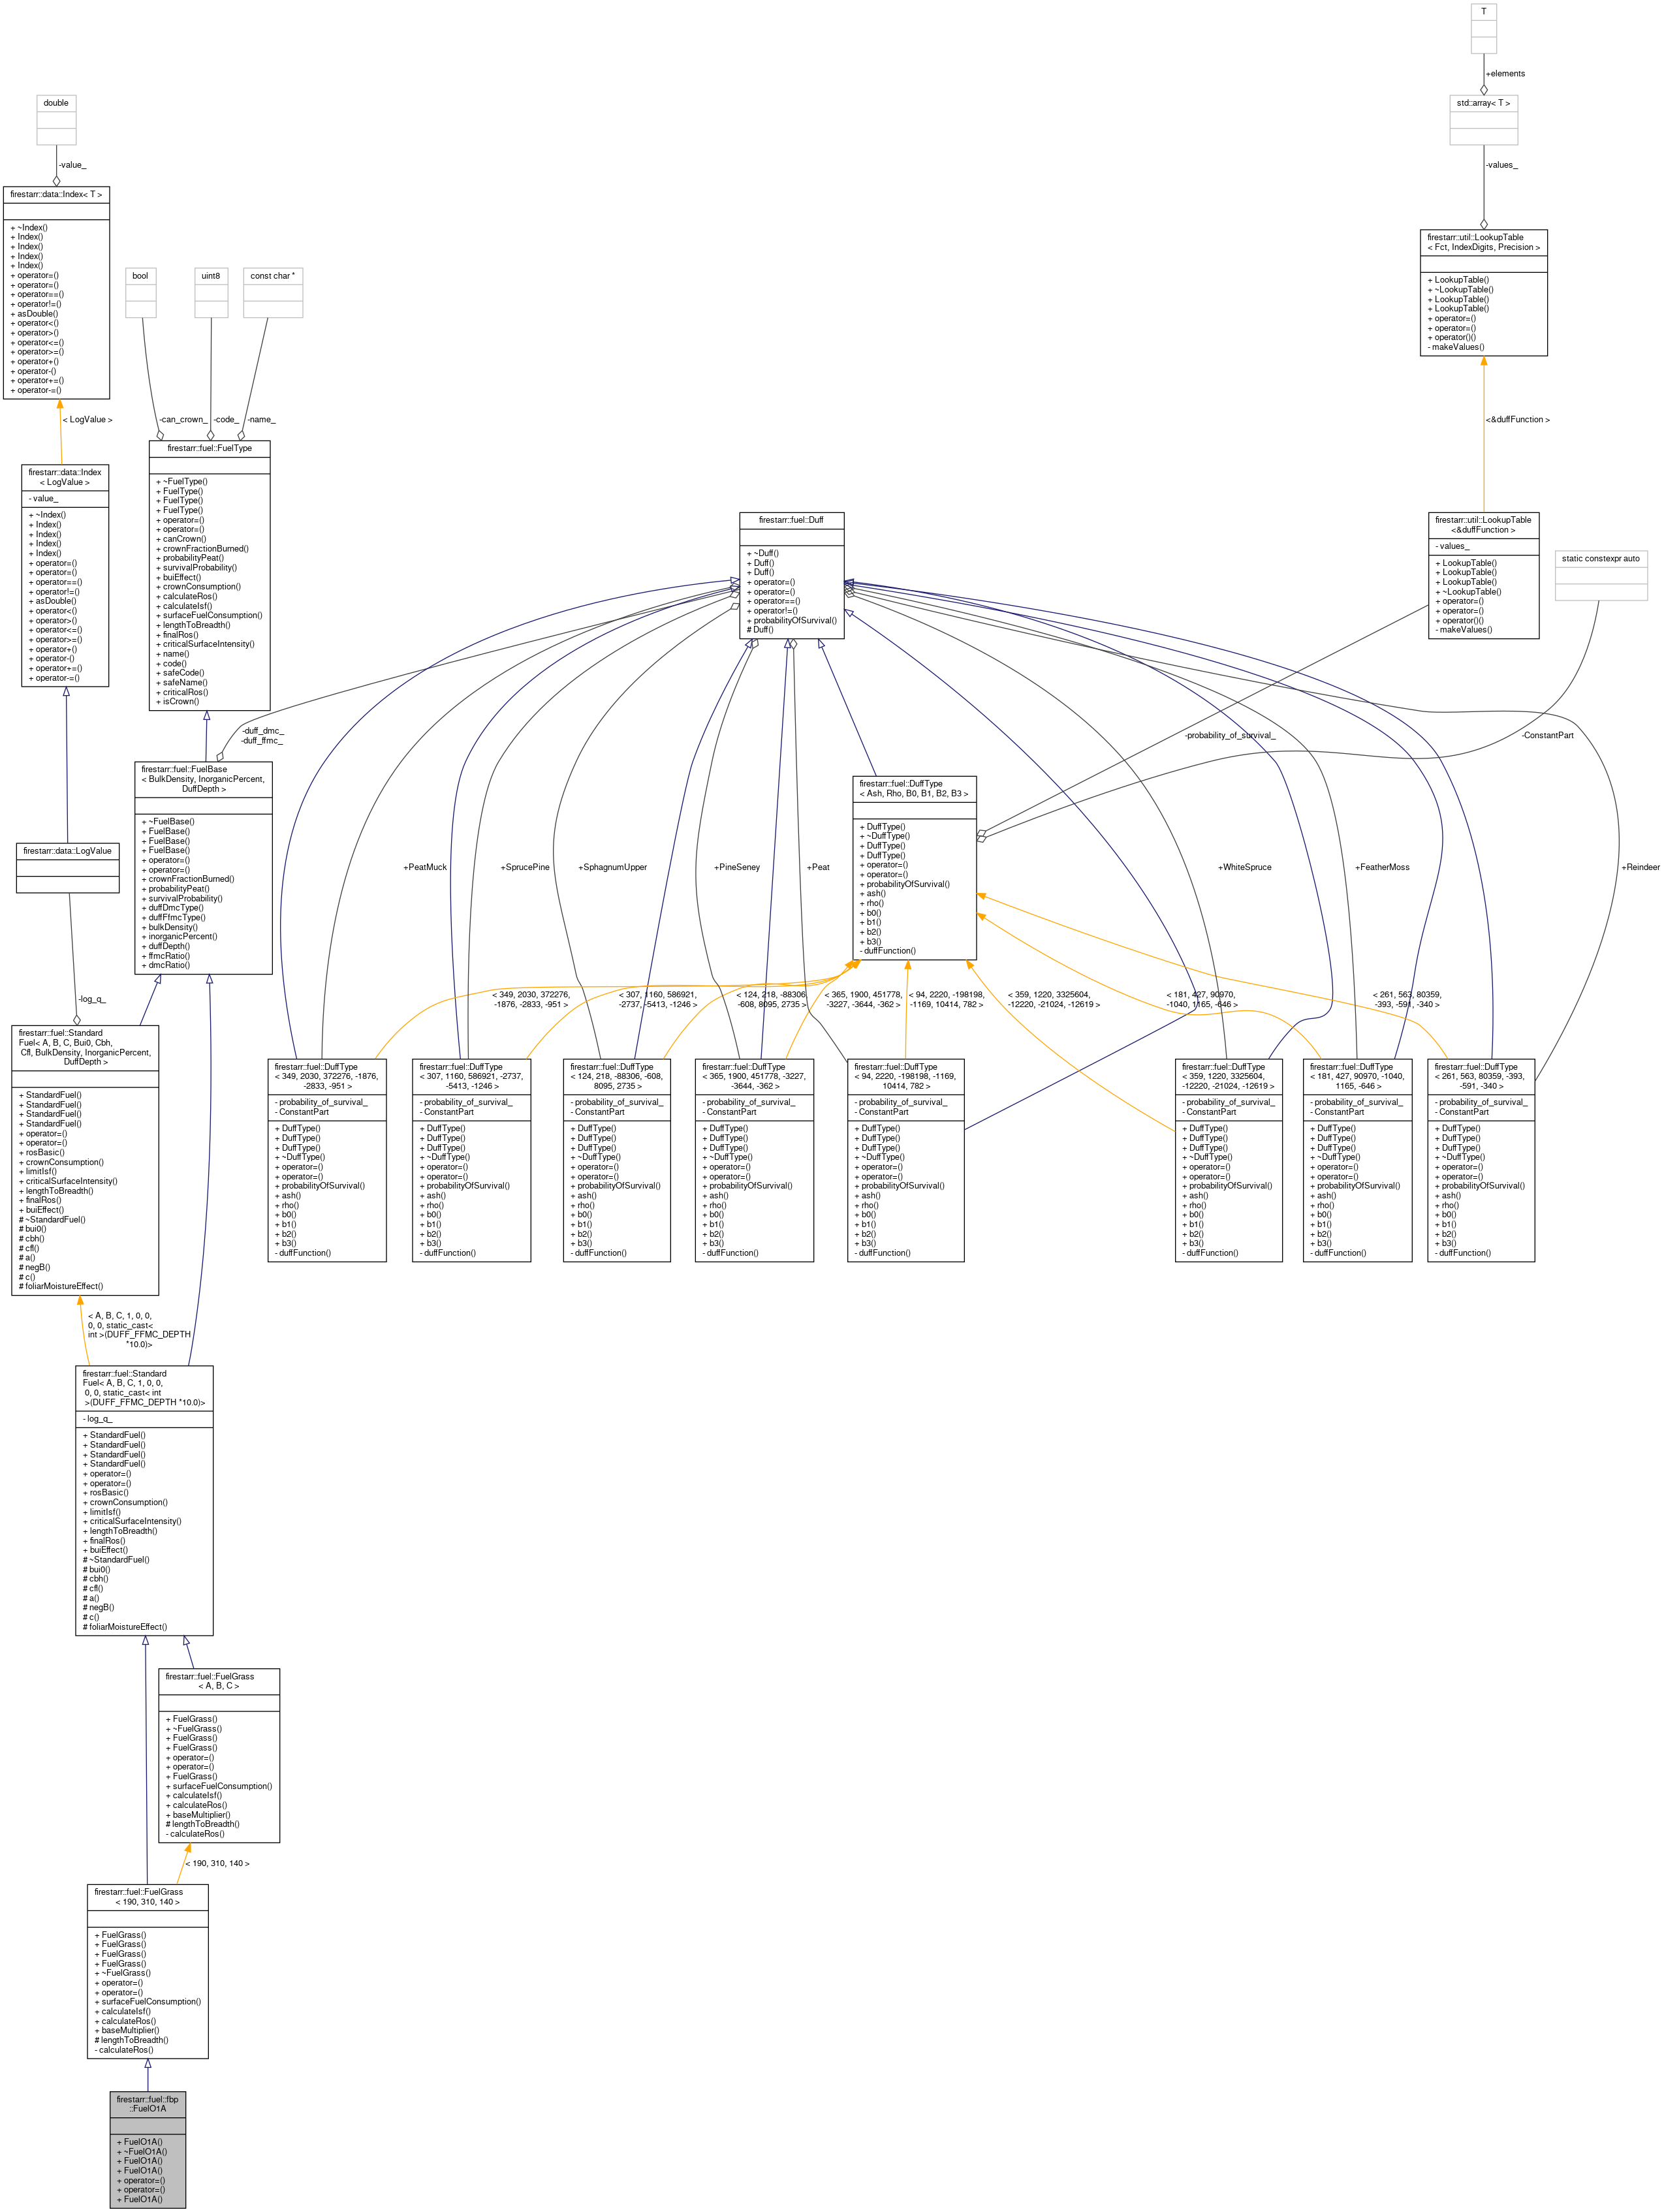 T
+elements
double
std::array< T >
-value_
-values_
firestarr::data::Index< T >
+ ~Index()
+ Index()
+ Index()
+ Index()
+ Index()
+ operator=()
+ operator=()
+ operator==()
+ operator!=()
+ asDouble()
+ operator<()
+ operator>()
+ operator<=()
+ operator>=()
+ operator+()
+ operator-()
+ operator+=()
+ operator-=()
firestarr::util::LookupTable
< Fct, IndexDigits, Precision >
+ LookupTable()
+ ~LookupTable()
+ LookupTable()
+ LookupTable()
+ operator=()
+ operator=()
+ operator()()
- makeValues()
bool
uint8
const char *
< LogValue >
-can_crown_
-code_
-name_
<&duffFunction >
firestarr::data::Index
< LogValue >
- value_
+ ~Index()
+ Index()
+ Index()
+ Index()
+ Index()
+ operator=()
+ operator=()
+ operator==()
+ operator!=()
+ asDouble()
+ operator<()
+ operator>()
+ operator<=()
+ operator>=()
+ operator+()
+ operator-()
+ operator+=()
+ operator-=()
firestarr::fuel::FuelType
+ ~FuelType()
+ FuelType()
+ FuelType()
+ FuelType()
+ operator=()
+ operator=()
+ canCrown()
+ crownFractionBurned()
+ probabilityPeat()
+ survivalProbability()
+ buiEffect()
+ crownConsumption()
+ calculateRos()
+ calculateIsf()
+ surfaceFuelConsumption()
+ lengthToBreadth()
+ finalRos()
+ criticalSurfaceIntensity()
+ name()
+ code()
+ safeCode()
+ safeName()
+ criticalRos()
+ isCrown()
firestarr::fuel::Duff
+ ~Duff()
+ Duff()
+ Duff()
+ operator=()
+ operator=()
+ operator==()
+ operator!=()
+ probabilityOfSurvival()
# Duff()
firestarr::util::LookupTable
<&duffFunction >
- values_
+ LookupTable()
+ LookupTable()
+ LookupTable()
+ ~LookupTable()
+ operator=()
+ operator=()
+ operator()()
- makeValues()
static constexpr auto
-duff_dmc_
-duff_ffmc_
-probability_of_survival_
-ConstantPart
firestarr::fuel::FuelBase
< BulkDensity, InorganicPercent,
DuffDepth >
+ ~FuelBase()
+ FuelBase()
+ FuelBase()
+ FuelBase()
+ operator=()
+ operator=()
+ crownFractionBurned()
+ probabilityPeat()
+ survivalProbability()
+ duffDmcType()
+ duffFfmcType()
+ bulkDensity()
+ inorganicPercent()
+ duffDepth()
+ ffmcRatio()
+ dmcRatio()
firestarr::fuel::DuffType
< Ash, Rho, B0, B1, B2, B3 >
+ DuffType()
+ ~DuffType()
+ DuffType()
+ DuffType()
+ operator=()
+ operator=()
+ probabilityOfSurvival()
+ ash()
+ rho()
+ b0()
+ b1()
+ b2()
+ b3()
- duffFunction()
firestarr::data::LogValue
+PeatMuck
+SprucePine
+SphagnumUpper
+PineSeney
+Peat
+WhiteSpruce
+FeatherMoss
+Reindeer
-log_q_
< 349, 2030, 372276,
-1876, -2833, -951 >
< 307, 1160, 586921,
-2737, -5413, -1246 >
< 124, 218, -88306,
-608, 8095, 2735 >
< 365, 1900, 451778,
-3227, -3644, -362 >
< 94, 2220, -198198,
-1169, 10414, 782 >
< 359, 1220, 3325604,
-12220, -21024, -12619 >
< 181, 427, 90970,
-1040, 1165, -646 >
< 261, 563, 80359,
-393, -591, -340 >
firestarr::fuel::Standard
Fuel< A, B, C, Bui0, Cbh,
Cfl, BulkDensity, InorganicPercent,
DuffDepth >
+ StandardFuel()
+ StandardFuel()
+ StandardFuel()
+ StandardFuel()
+ operator=()
+ operator=()
+ rosBasic()
+ crownConsumption()
+ limitIsf()
+ criticalSurfaceIntensity()
+ lengthToBreadth()
+ finalRos()
+ buiEffect()
# ~StandardFuel()
# bui0()
# cbh()
# cfl()
# a()
# negB()
# c()
# foliarMoistureEffect()
firestarr::fuel::DuffType
< 349, 2030, 372276, -1876,
-2833, -951 >
- probability_of_survival_
- ConstantPart
+ DuffType()
+ DuffType()
+ DuffType()
+ ~DuffType()
+ operator=()
+ operator=()
+ probabilityOfSurvival()
+ ash()
+ rho()
+ b0()
+ b1()
+ b2()
+ b3()
- duffFunction()
firestarr::fuel::DuffType
< 307, 1160, 586921, -2737,
-5413, -1246 >
- probability_of_survival_
- ConstantPart
+ DuffType()
+ DuffType()
+ DuffType()
+ ~DuffType()
+ operator=()
+ operator=()
+ probabilityOfSurvival()
+ ash()
+ rho()
+ b0()
+ b1()
+ b2()
+ b3()
- duffFunction()
firestarr::fuel::DuffType
< 124, 218, -88306, -608,
8095, 2735 >
- probability_of_survival_
- ConstantPart
+ DuffType()
+ DuffType()
+ DuffType()
+ ~DuffType()
+ operator=()
+ operator=()
+ probabilityOfSurvival()
+ ash()
+ rho()
+ b0()
+ b1()
+ b2()
+ b3()
- duffFunction()
firestarr::fuel::DuffType
< 365, 1900, 451778, -3227,
-3644, -362 >
- probability_of_survival_
- ConstantPart
+ DuffType()
+ DuffType()
+ DuffType()
+ ~DuffType()
+ operator=()
+ operator=()
+ probabilityOfSurvival()
+ ash()
+ rho()
+ b0()
+ b1()
+ b2()
+ b3()
- duffFunction()
firestarr::fuel::DuffType
< 94, 2220, -198198, -1169,
10414, 782 >
- probability_of_survival_
- ConstantPart
+ DuffType()
+ DuffType()
+ DuffType()
+ ~DuffType()
+ operator=()
+ operator=()
+ probabilityOfSurvival()
+ ash()
+ rho()
+ b0()
+ b1()
+ b2()
+ b3()
- duffFunction()
firestarr::fuel::DuffType
< 359, 1220, 3325604,
-12220, -21024, -12619 >
- probability_of_survival_
- ConstantPart
+ DuffType()
+ DuffType()
+ DuffType()
+ ~DuffType()
+ operator=()
+ operator=()
+ probabilityOfSurvival()
+ ash()
+ rho()
+ b0()
+ b1()
+ b2()
+ b3()
- duffFunction()
firestarr::fuel::DuffType
< 181, 427, 90970, -1040,
1165, -646 >
- probability_of_survival_
- ConstantPart
+ DuffType()
+ DuffType()
+ DuffType()
+ ~DuffType()
+ operator=()
+ operator=()
+ probabilityOfSurvival()
+ ash()
+ rho()
+ b0()
+ b1()
+ b2()
+ b3()
- duffFunction()
firestarr::fuel::DuffType
< 261, 563, 80359, -393,
-591, -340 >
- probability_of_survival_
- ConstantPart
+ DuffType()
+ DuffType()
+ DuffType()
+ ~DuffType()
+ operator=()
+ operator=()
+ probabilityOfSurvival()
+ ash()
+ rho()
+ b0()
+ b1()
+ b2()
+ b3()
- duffFunction()
< A, B, C, 1, 0, 0,
0, 0, static_cast<
int >(DUFF_FFMC_DEPTH
*10.0)>
firestarr::fuel::Standard
Fuel< A, B, C, 1, 0, 0,
0, 0, static_cast< int
>(DUFF_FFMC_DEPTH *10.0)>
- log_q_
+ StandardFuel()
+ StandardFuel()
+ StandardFuel()
+ StandardFuel()
+ operator=()
+ operator=()
+ rosBasic()
+ crownConsumption()
+ limitIsf()
+ criticalSurfaceIntensity()
+ lengthToBreadth()
+ finalRos()
+ buiEffect()
# ~StandardFuel()
# bui0()
# cbh()
# cfl()
# a()
# negB()
# c()
# foliarMoistureEffect()
firestarr::fuel::FuelGrass
< A, B, C >
+ FuelGrass()
+ ~FuelGrass()
+ FuelGrass()
+ FuelGrass()
+ operator=()
+ operator=()
+ FuelGrass()
+ surfaceFuelConsumption()
+ calculateIsf()
+ calculateRos()
+ baseMultiplier()
# lengthToBreadth()
- calculateRos()
< 190, 310, 140 >
firestarr::fuel::FuelGrass
< 190, 310, 140 >
+ FuelGrass()
+ FuelGrass()
+ FuelGrass()
+ FuelGrass()
+ ~FuelGrass()
+ operator=()
+ operator=()
+ surfaceFuelConsumption()
+ calculateIsf()
+ calculateRos()
+ baseMultiplier()
# lengthToBreadth()
- calculateRos()
firestarr::fuel::fbp
::FuelO1A
+ FuelO1A()
+ ~FuelO1A()
+ FuelO1A()
+ FuelO1A()
+ operator=()
+ operator=()
+ FuelO1A()